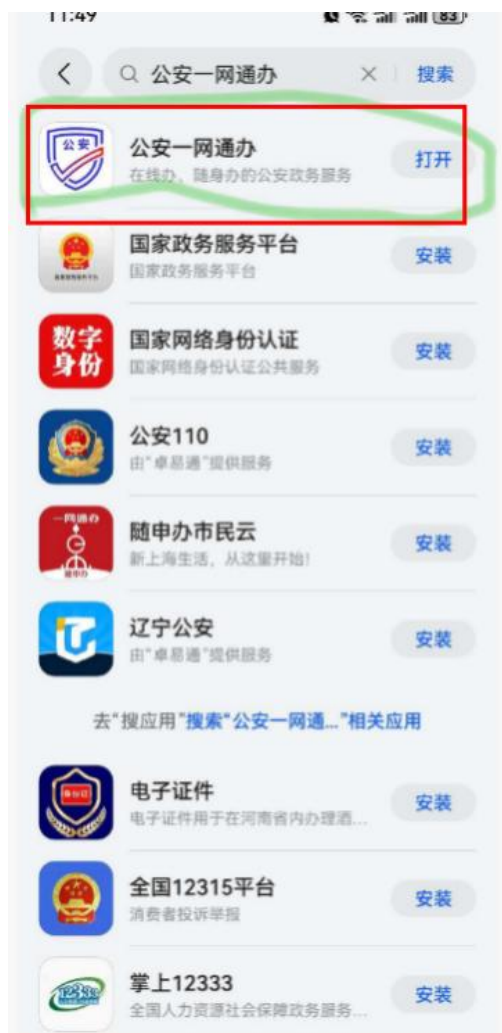 11:49
83
公安一网通办
搜索
公安
公安一网通办
在线办、随身办的公安政务服务
打开
国家政务服务平台
国家政务服务平台
安装
数字
身份
国家网络身份认证
国家网络身份认证公共服务
安装
公安110
由“卓易通”提供服务
安装
一网通办
随申办
随申办市民云
新上海生活，从这里开始！
安装
辽宁公安
由“卓易通”提供服务
安装
去“搜应用”搜索“公安一网通...”相关应用
身份证
电子证件
电子证件用于在河南省内办理酒...
安装
全国12315平台
消费者投诉举报
安装
12333
掌上12333
全国人力资源社会保障政务服务...
安装